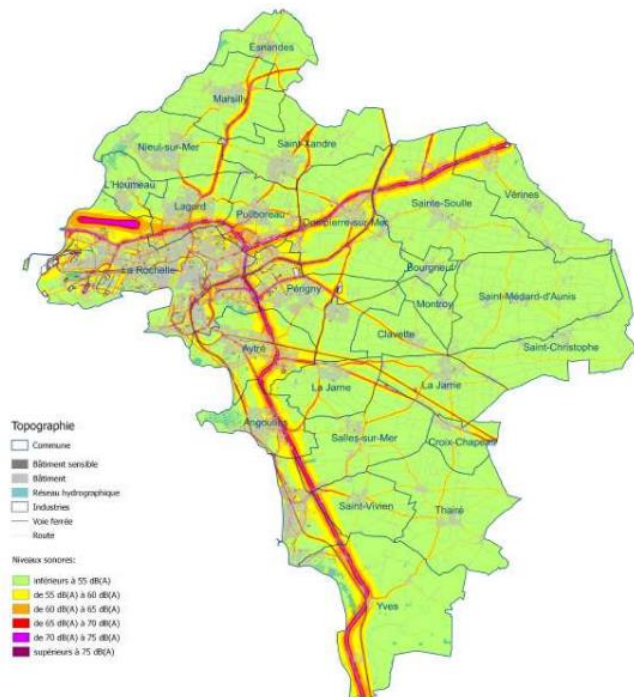 Esnandes
Marsilly
Nieul-sur-Mer
Saint-Xandre
L'Houmeau
Lagord
Puilboreau
Dompierre-sur-Mer
Sainte-Soulle
Vérines
La Rochelle
Bourgneuf
Périgny
Montroy
Saint-Médard-d'Aunis
Clavette
Saint-Christophe
Aytré
La Jarne
La Jarrie
Angoulins
Salles-sur-Mer
Croix-Chapeau
Saint-Vivien
Thairé
Yves
Topographie
Commune
Bâtiment sensible
Bâtiment
Réseau hydrographique
Industries
Voie ferrée
Route
Niveaux sonores:
inférieurs à 55 dB(A)
de 55 dB(A) à 60 dB(A)
de 60 dB(A) à 65 dB(A)
de 65 dB(A) à 70 dB(A)
de 70 dB(A) à 75 dB(A)
supérieurs à 75 dB(A)